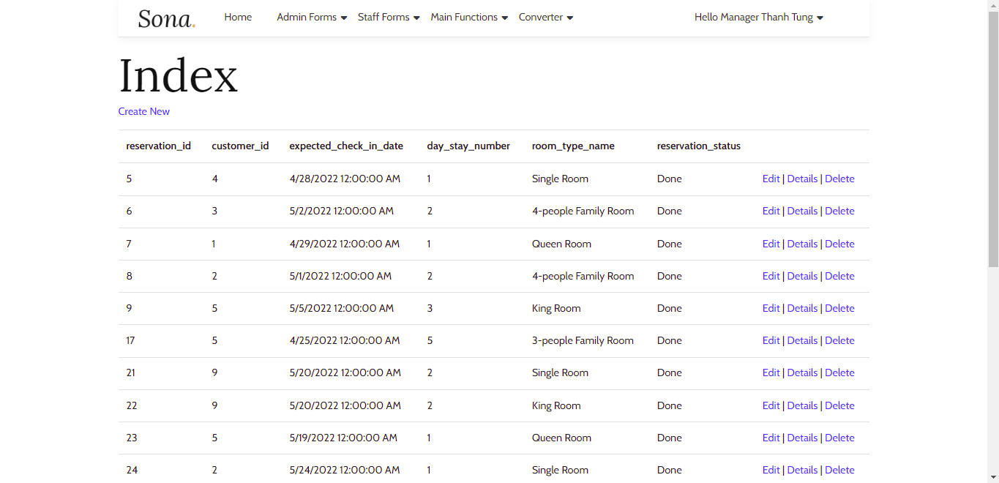 Sona. Home Admin Forms Staff Forms Main Functions Converter Hello Manager Thanh Tung
Index
Create New
reservation_id customer_id expected_check_in_date day_stay_number room_type_name reservation_status
5 4 4/28/2022 12:00:00 AM 1 Single Room Done Edit | Details | Delete
6 3 5/2/2022 12:00:00 AM 2 4-people Family Room Done Edit | Details | Delete
7 1 4/29/2022 12:00:00 AM 1 Queen Room Done Edit | Details | Delete
8 2 5/1/2022 12:00:00 AM 2 4-people Family Room Done Edit | Details | Delete
9 5 5/5/2022 12:00:00 AM 3 King Room Done Edit | Details | Delete
17 5 4/25/2022 12:00:00 AM 5 3-people Family Room Done Edit | Details | Delete
21 9 5/20/2022 12:00:00 AM 2 Single Room Done Edit | Details | Delete
22 9 5/20/2022 12:00:00 AM 2 King Room Done Edit | Details | Delete
23 5 5/19/2022 12:00:00 AM 1 Queen Room Done Edit | Details | Delete
24 2 5/24/2022 12:00:00 AM 1 Single Room Done Edit | Details | Delete